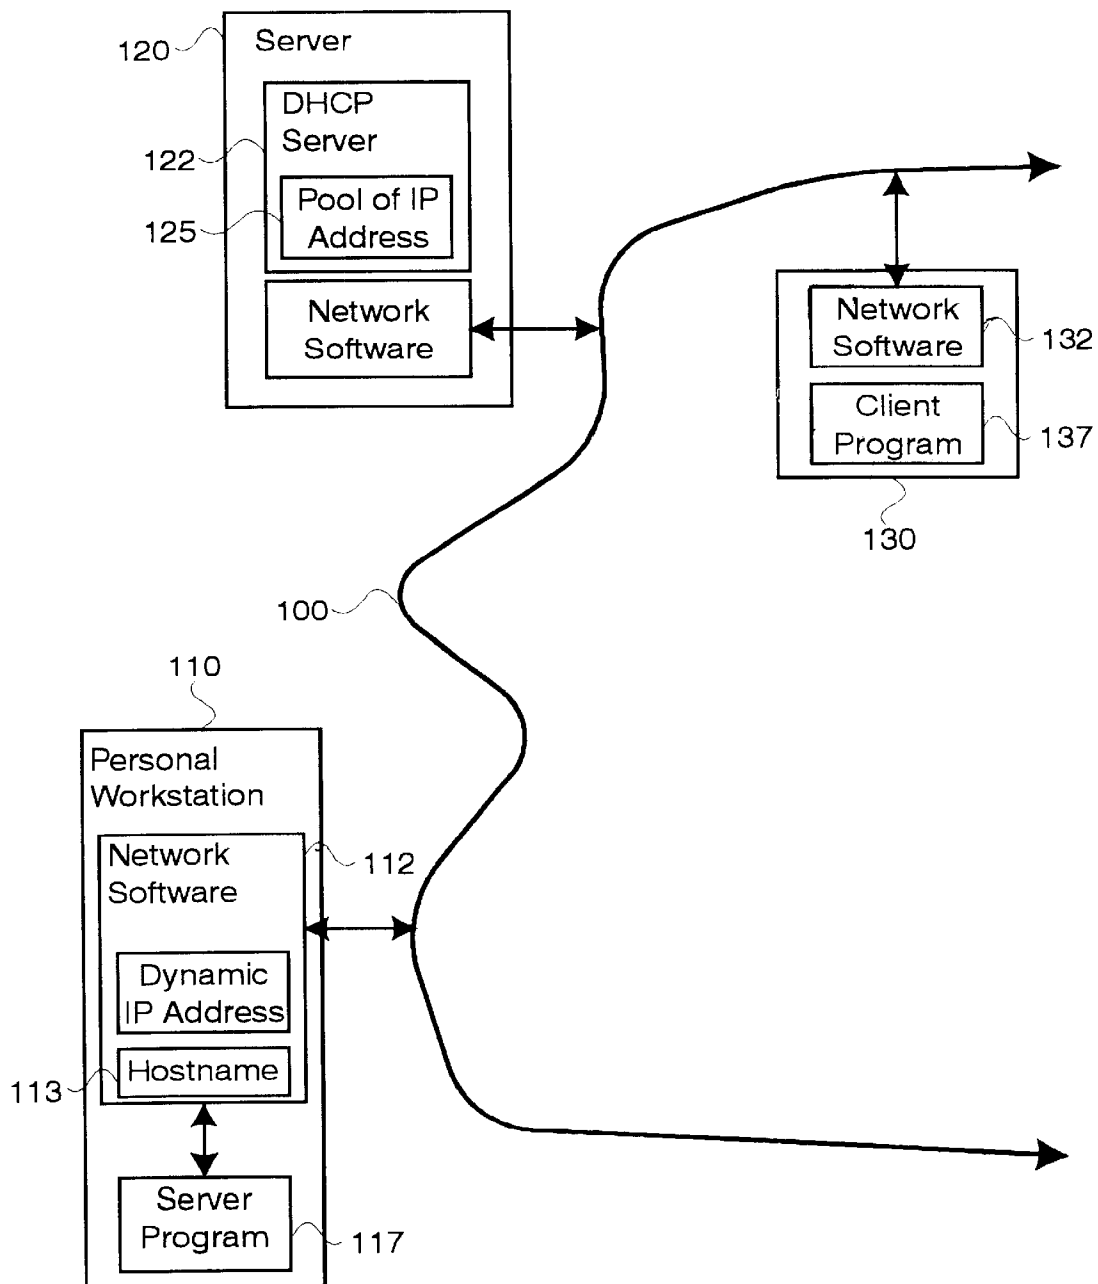 120
Server
DHCP
Server
122
Pool of IP
Address
125
Network
Software
Network
Software
132
Client
Program
137
130
100
110
Personal
Workstation
Network
Software
112
Dynamic
IP Address
Hostname
113
Server
Program
117